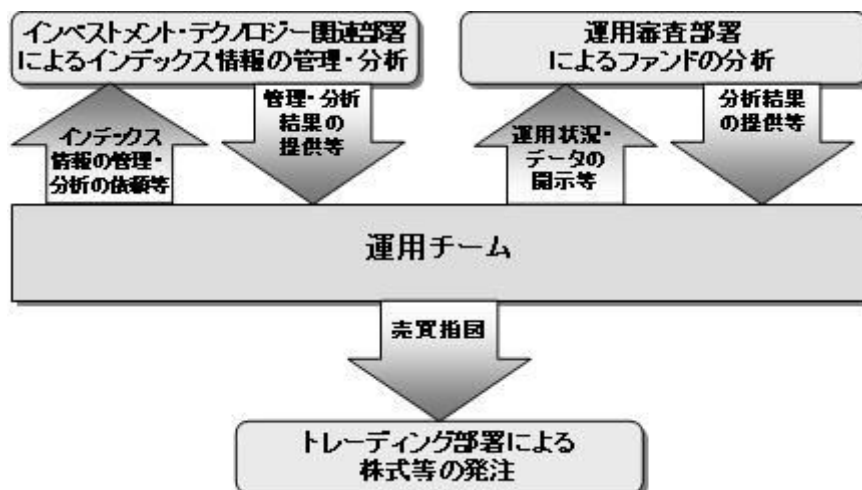 インベストメント・テクノロジー関連部署
によるインデックス情報の管理・分析
運用審査部署
によるファンドの分析
インデックス
情報の管理・
分析の依頼等
管理・分析
結果の
提供等
運用状況・
データの
開示等
分析結果
の提供等
運用チーム
売買指図
トレーディング部署による
株式等の発注